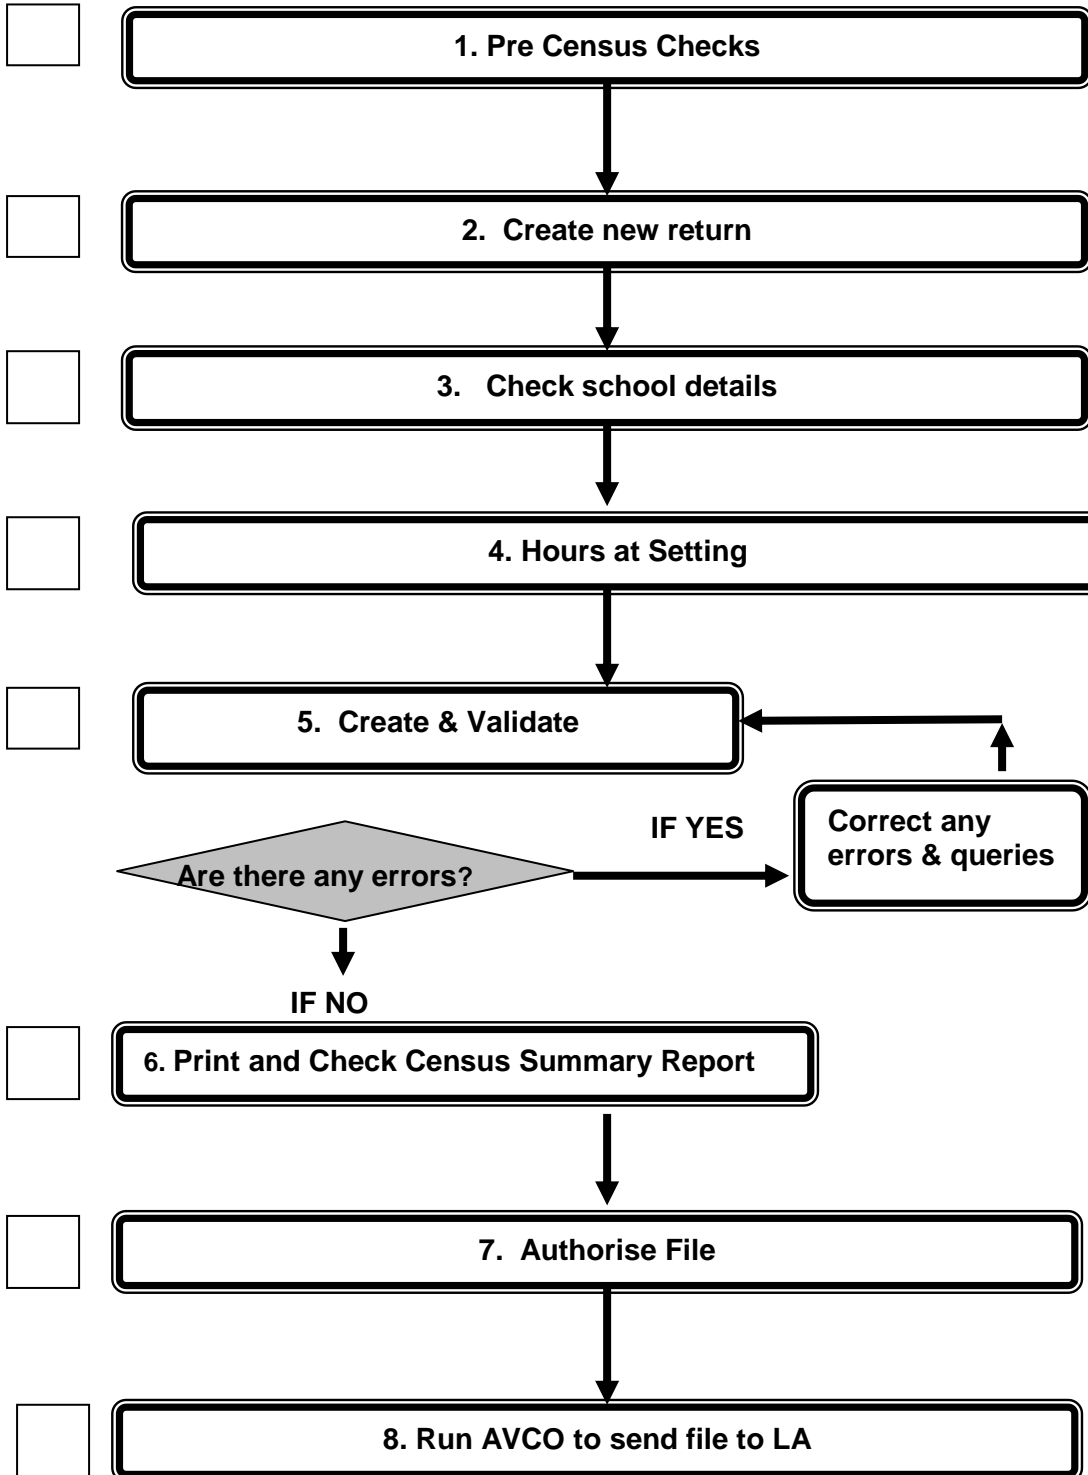 1. Pre Census Checks
2. Create new return
3. Check school details
4. Hours at Setting
5. Create & Validate
IF YES
Correct any
errors & queries
Are there any errors?
IF NO
6. Print and Check Census Summary Report
7. Authorise File
8. Run AVCO to send file to LA